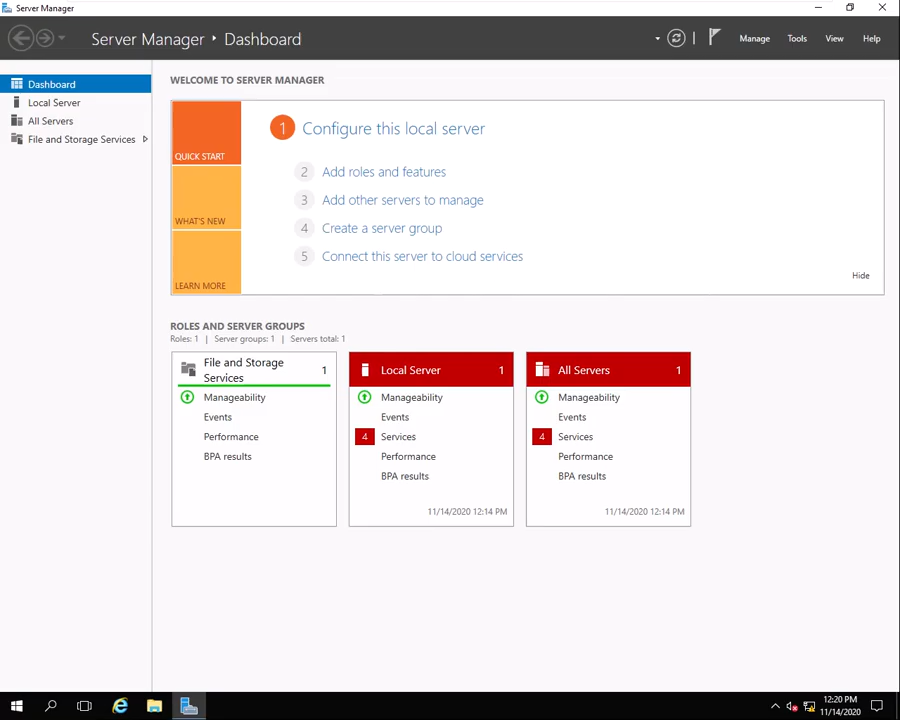 Server Manager
Server Manager ‣ Dashboard
Manage Tools View Help
Dashboard
Local Server
All Servers
File and Storage Services
WELCOME TO SERVER MANAGER
QUICK START
WHAT'S NEW
LEARN MORE
1 Configure this local server
2 Add roles and features
3 Add other servers to manage
4 Create a server group
5 Connect this server to cloud services
Hide
ROLES AND SERVER GROUPS
Roles: 1 | Server groups: 1 | Servers total: 1
File and Storage Services 1
Manageability
Events
Performance
BPA results
Local Server 1
Manageability
Events
4 Services
Performance
BPA results
11/14/2020 12:14 PM
All Servers 1
Manageability
Events
4 Services
Performance
BPA results
11/14/2020 12:14 PM
12:20 PM
11/14/2020